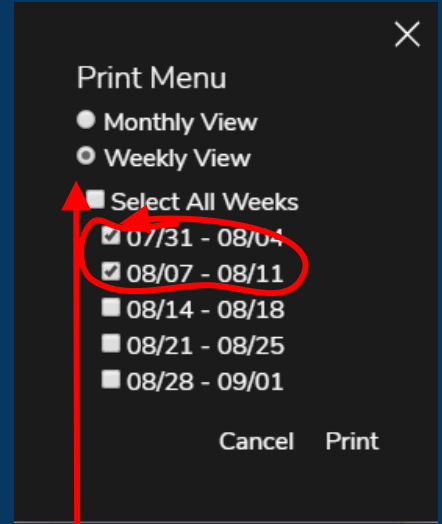 Print Menu
Monthly View
Weekly View
Select All Weeks
07/31 - 08/04
08/07 - 08/11
08/14 - 08/18
08/21 - 08/25
08/28 - 09/01
Cancel Print